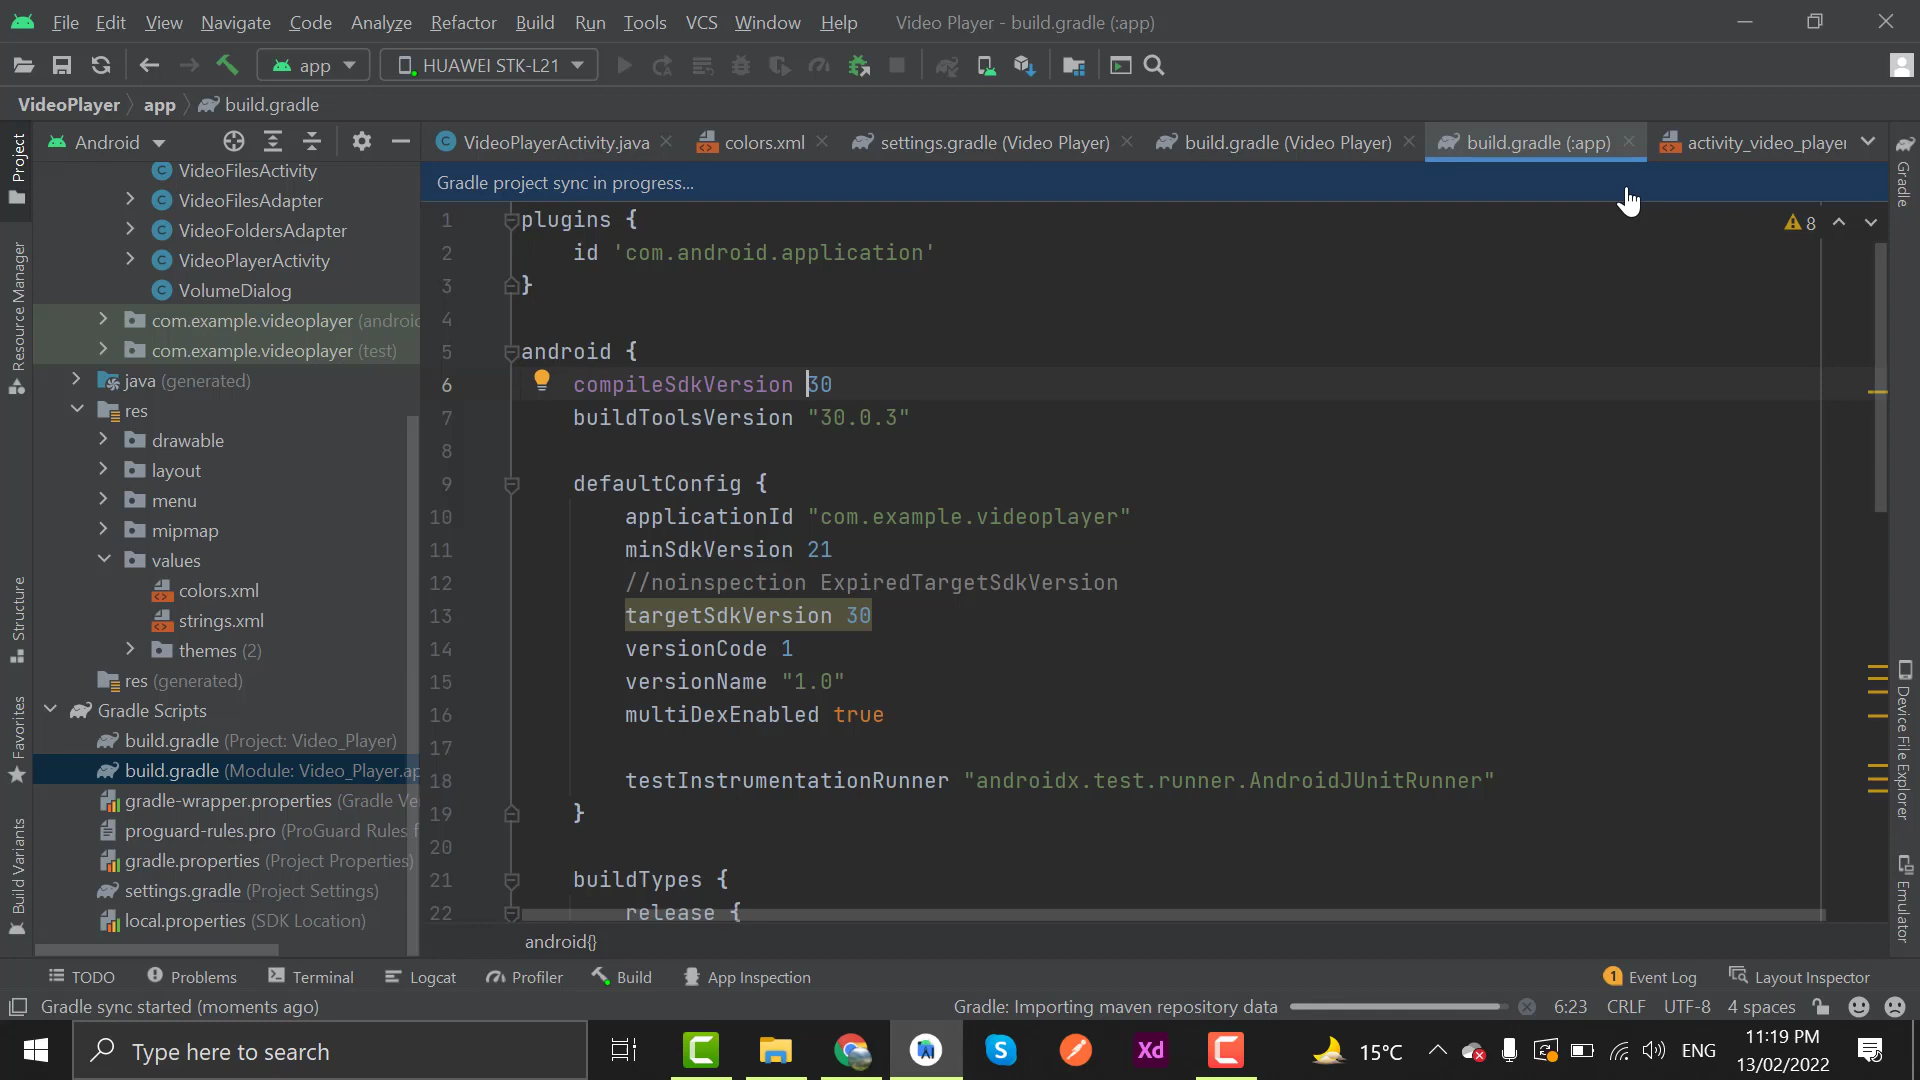 File Edit View Navigate Code Analyze Refactor Build Run Tools VCS Window Help Video Player - build.gradle (:app)
app HUAWEI STK-L21
VideoPlayer app build.gradle
Android
VideoPlayerActivity.java colors.xml settings.gradle (Video Player) build.gradle (Video Player) build.gradle (:app) activity_video_player
Gradle project sync in progress...
Project
Resource Manager
Structure
Favorites
Build Variants
VideoFilesActivity
VideoFilesAdapter
VideoFoldersAdapter
VideoPlayerActivity
VolumeDialog
com.example.videoplayer (androi
com.example.videoplayer (test)
java (generated)
res
drawable
layout
menu
mipmap
values
colors.xml
strings.xml
themes (2)
res (generated)
Gradle Scripts
build.gradle (Project: Video_Player)
build.gradle (Module: Video_Player.ap
gradle-wrapper.properties (Gradle Ve
proguard-rules.pro (ProGuard Rules f
gradle.properties (Project Properties)
settings.gradle (Project Settings)
local.properties (SDK Location)
1 plugins {
2 id 'com.android.application'
3 }
4
5 android {
6 compileSdkVersion 30
7 buildToolsVersion "30.0.3"
8
9 defaultConfig {
10 applicationId "com.example.videoplayer"
11 minSdkVersion 21
12 //noinspection ExpiredTargetSdkVersion
13 targetSdkVersion 30
14 versionCode 1
15 versionName "1.0"
16 multiDexEnabled true
17
18 testInstrumentationRunner "androidx.test.runner.AndroidJUnitRunner"
19 }
20
21 buildTypes {
22 release {
android{}
8
Gradle
Device File Explorer
Emulator
TODO Problems Terminal Logcat Profiler Build App Inspection 1 Event Log Layout Inspector
Gradle sync started (moments ago) Gradle: Importing maven repository data 6:23 CRLF UTF-8 4 spaces
Type here to search Xd 15°C ENG 11:19 PM
13/02/2022